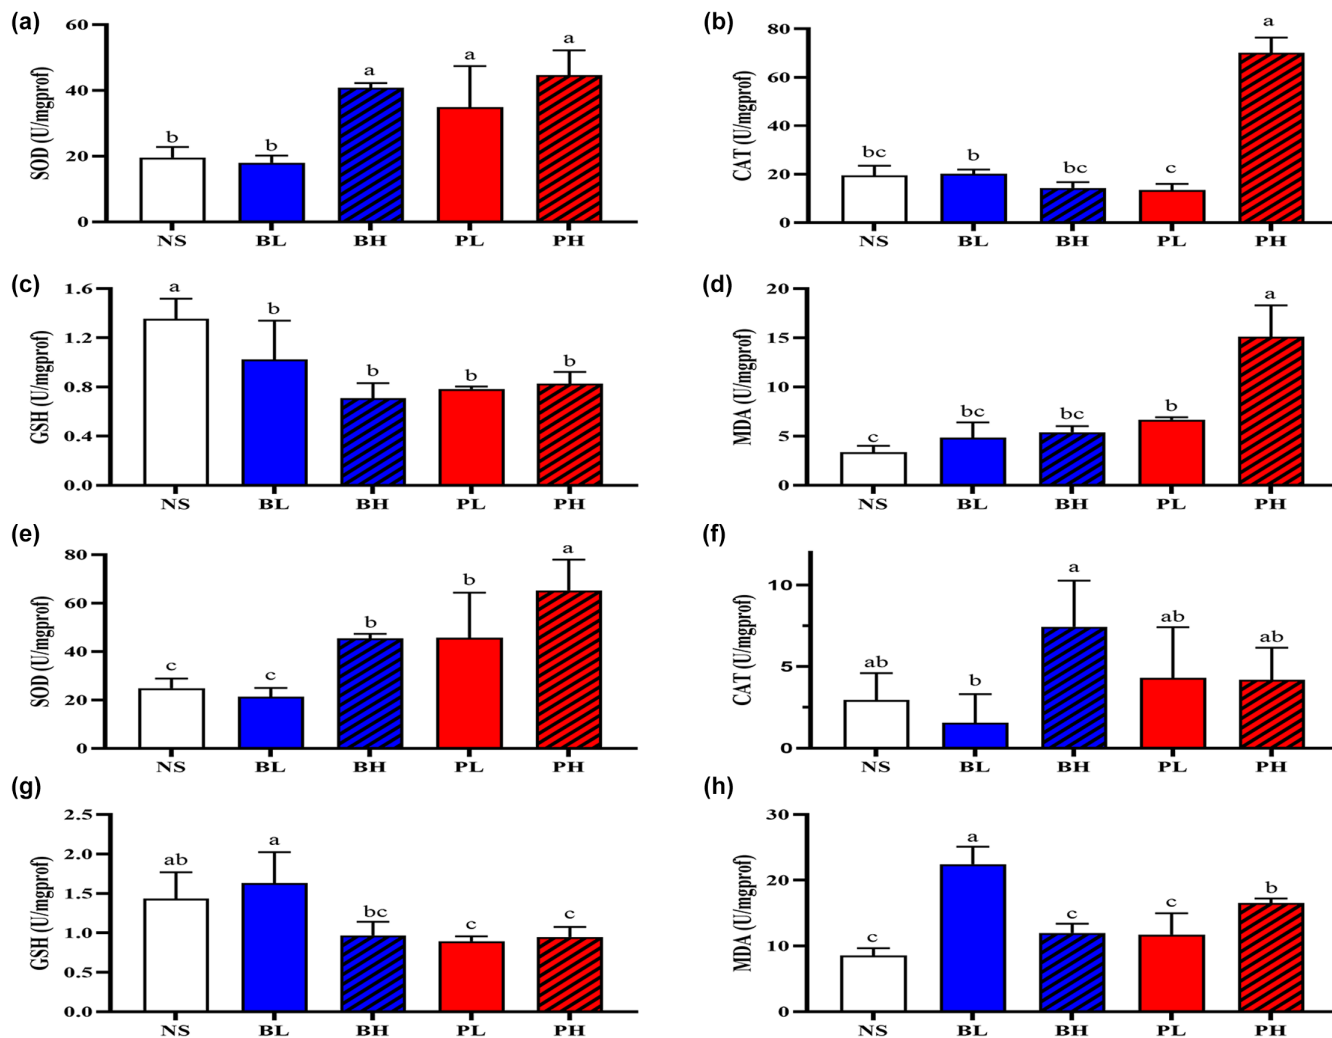 (a)
SOD (U/mgprof)
60
40
20
0
b
b
a
a
a
NS BL BH PL PH
(b)
CAT (U/mgprof)
80
60
40
20
0
bc
b
bc
c
a
NS BL BH PL PH
(c)
GSH (U/mgprof)
1.6
1.2
0.8
0.4
0.0
a
b
b
b
b
NS BL BH PL PH
(d)
MDA (U/mgprof)
20
15
10
5
0
c
bc
bc
b
a
NS BL BH PL PH
(e)
SOD (U/mgprof)
80
60
40
20
0
c
c
b
b
a
NS BL BH PL PH
(f)
CAT (U/mgprof)
10
5
0
ab
b
a
ab
ab
NS BL BH PL PH
(g)
GSH (U/mgprof)
2.5
2.0
1.5
1.0
0.5
0.0
ab
a
bc
c
c
NS BL BH PL PH
(h)
MDA (U/mgprof)
30
20
10
0
c
a
c
c
b
NS BL BH PL PH